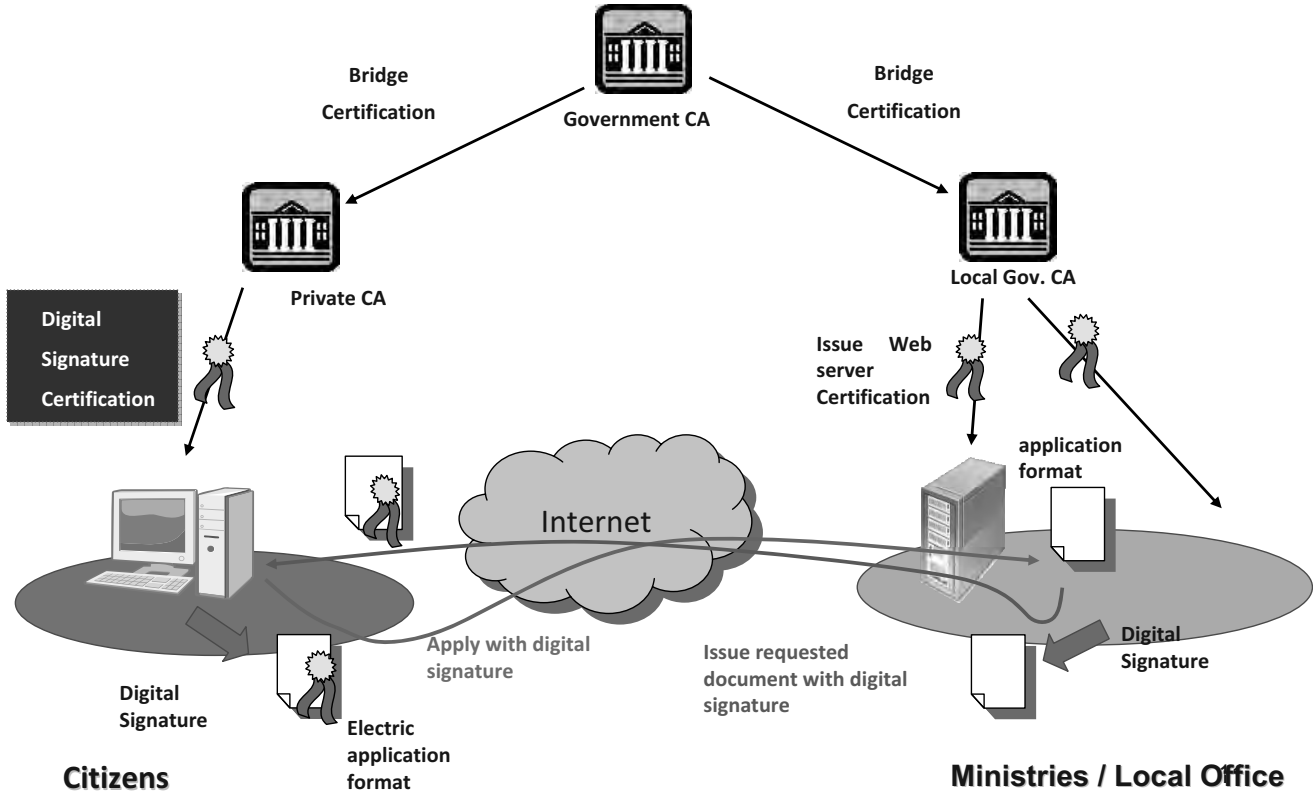 Bridge
Certification
Government CA
Bridge
Certification
Private CA
Local Gov. CA
Digital
Signature
Certification
Issue Web
server
Certification
application
format
Internet
Apply with digital
signature
Issue requested
document with digital
signature
Digital
Signature
Digital
Signature
Electric
application
format
Citizens
Ministries / Local Office
1